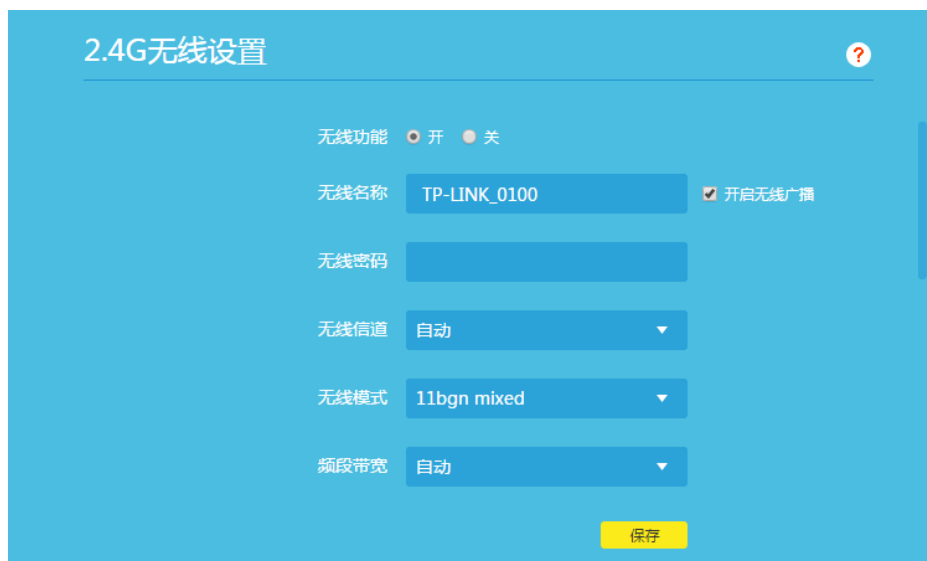 2.4G无线设置
?
无线功能 开 关
无线名称 TP-LINK_0100 开启无线广播
无线密码
无线信道 自动
无线模式 11bgn mixed
频段带宽 自动
保存